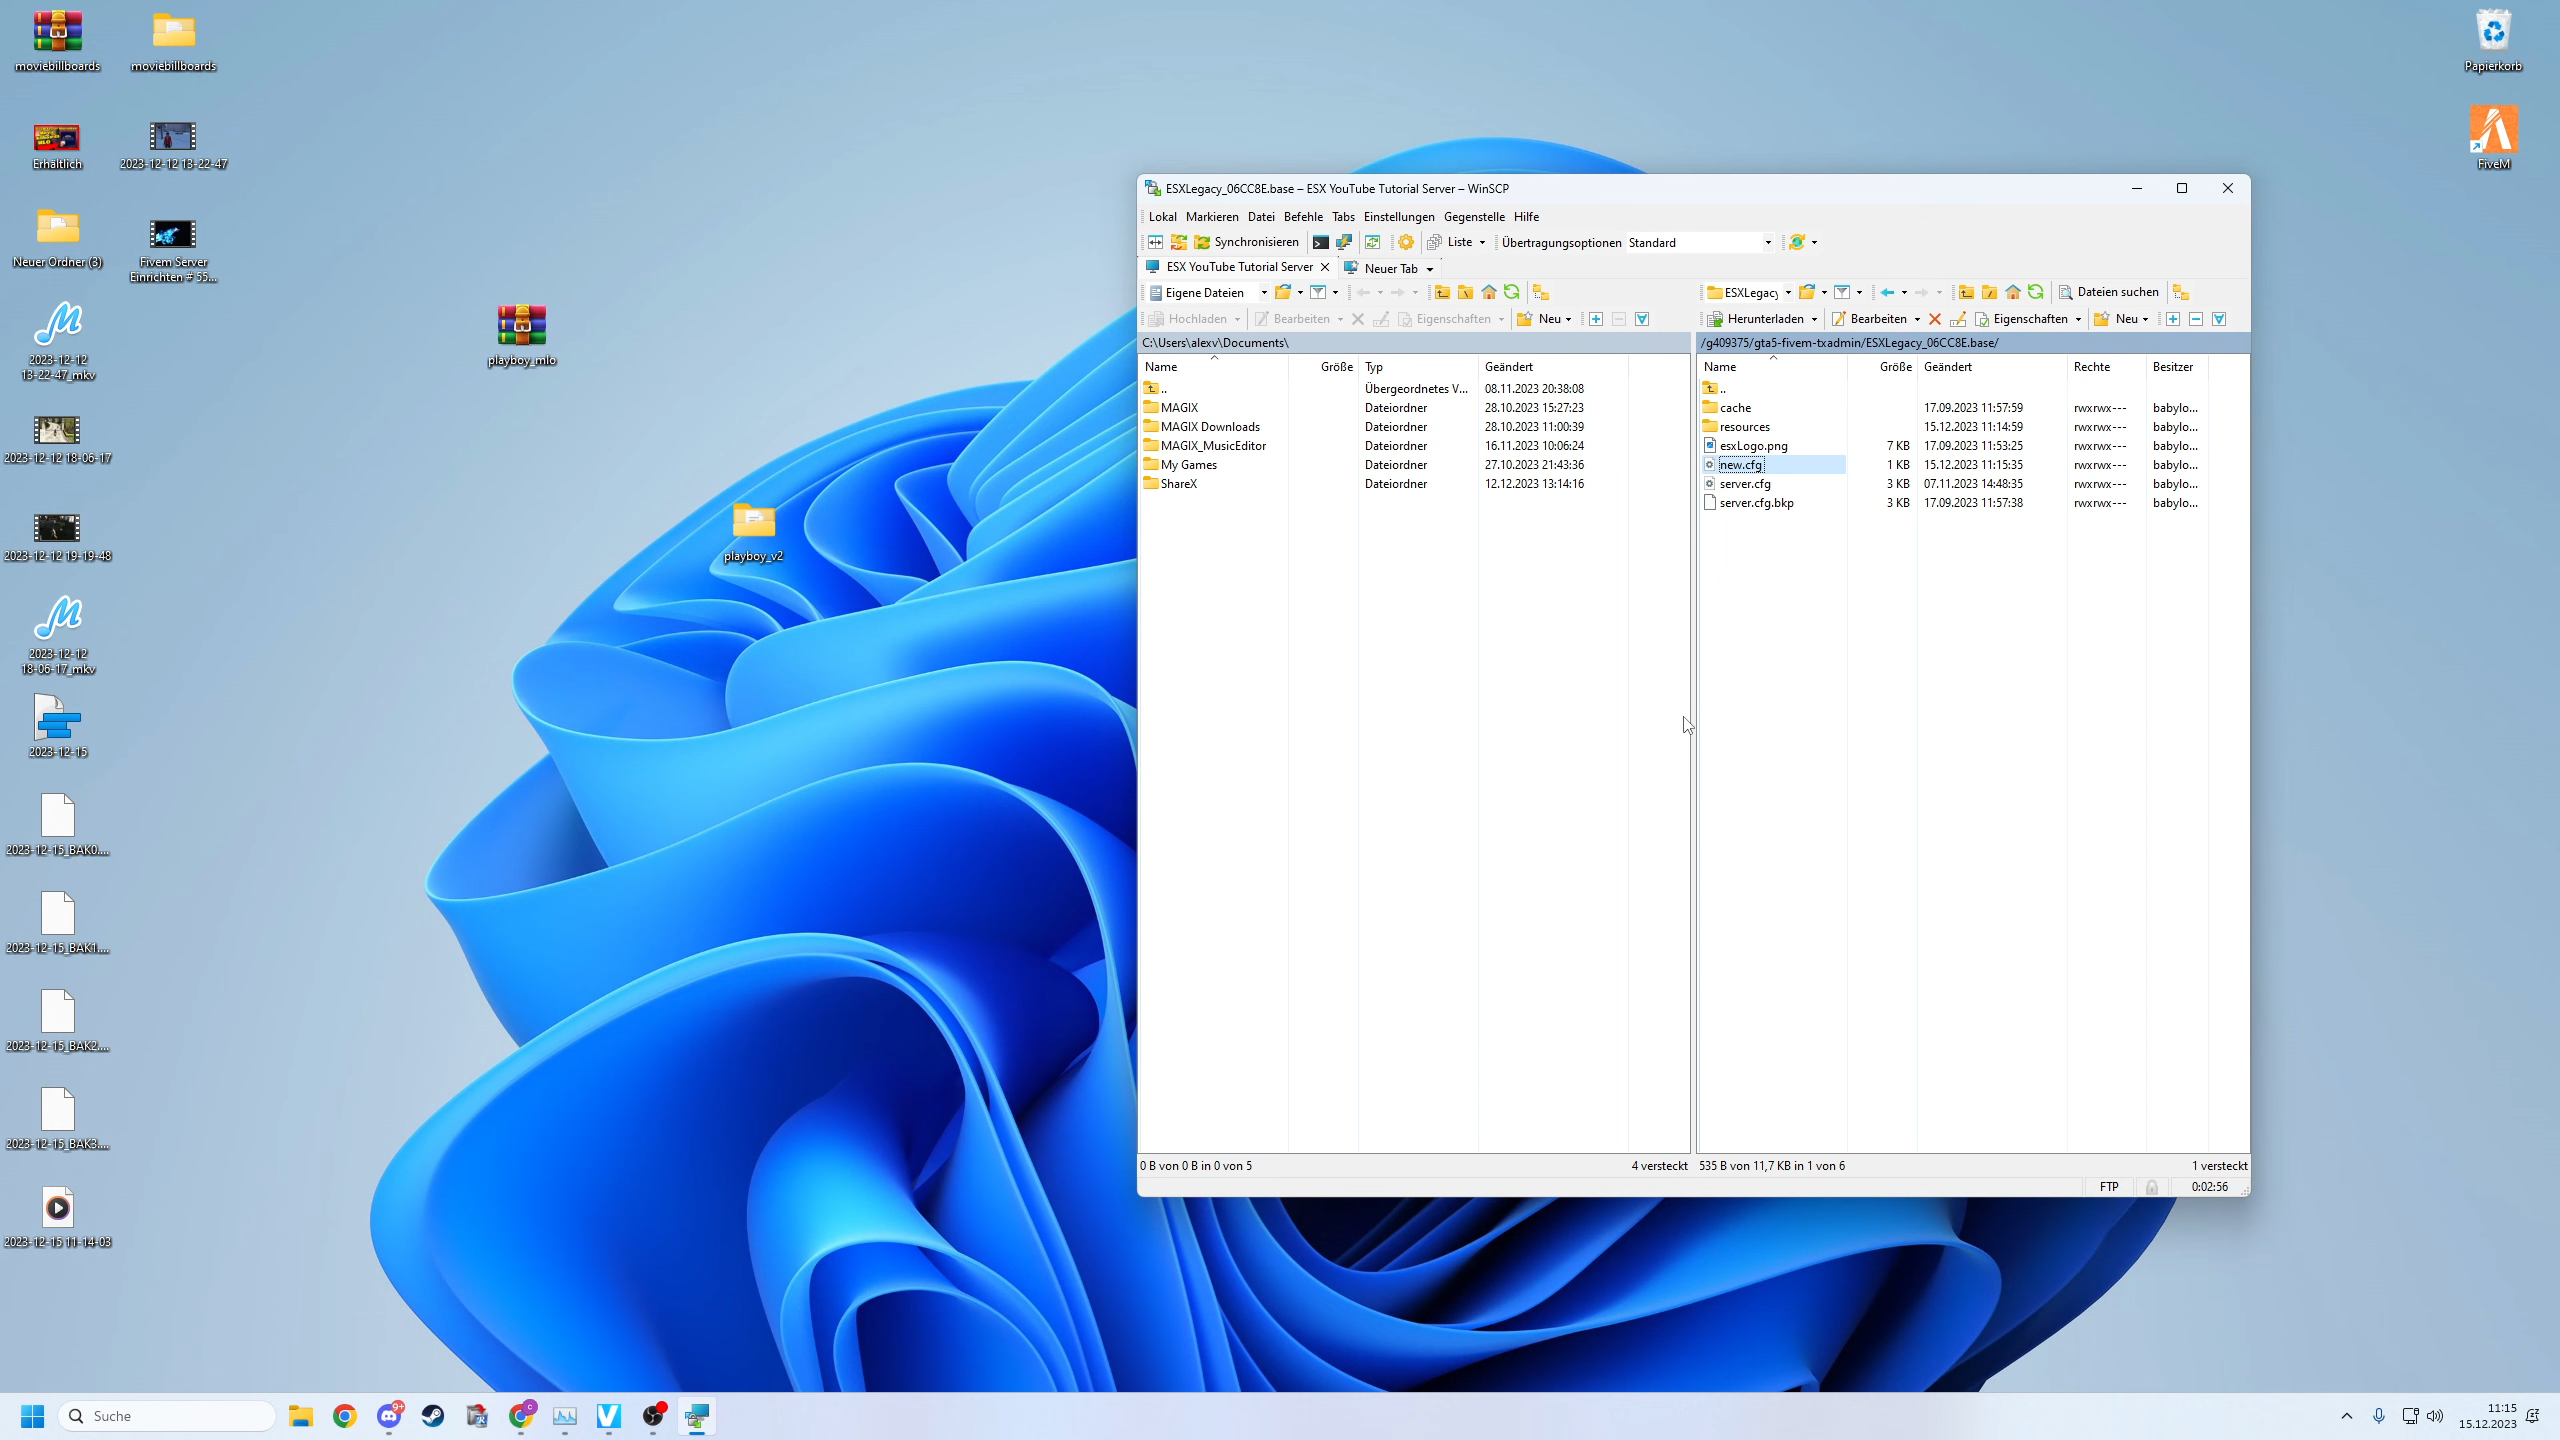 moviebillboards
moviebillboards
Erhältlich
2023-12-12 13-22-47
Neuer Ordner (3)
Fivem Server
Einrichten # 55...
2023-12-12
13-22-47_mkv
2023-12-12 18-06-17
2023-12-12 19-19-48
2023-12-12
18-06-17_mkv
2023-12-15
2023-12-15_BAK0....
2023-12-15_BAK1....
2023-12-15_BAK2....
2023-12-15_BAK3....
2023-12-15 11-14-03
playboy_mlo
playboy_v2
Papierkorb
FiveM
ESXLegacy_06CC8E.base – ESX YouTube Tutorial Server – WinSCP
Lokal Markieren Datei Befehle Tabs Einstellungen Gegenstelle Hilfe
Synchronisieren Liste Übertragungsoptionen Standard
ESX YouTube Tutorial Server Neuer Tab
Eigene Dateien
Hochladen Bearbeiten Eigenschaften Neu
C:\Users\alexv\Documents\
Name Größe Typ Geändert
.. Übergeordnetes V... 08.11.2023 20:38:08
MAGIX Dateiordner 28.10.2023 15:27:23
MAGIX Downloads Dateiordner 28.10.2023 11:00:39
MAGIX_MusicEditor Dateiordner 16.11.2023 10:06:24
My Games Dateiordner 27.10.2023 21:43:36
ShareX Dateiordner 12.12.2023 13:14:16
0 B von 0 B in 0 von 5 4 versteckt
ESXLegacy Dateien suchen
Herunterladen Bearbeiten Eigenschaften Neu
/g409375/gta5-fivem-txadmin/ESXLegacy_06CC8E.base/
Name Größe Geändert Rechte Besitzer
..
cache 17.09.2023 11:57:59 rwxrwx--- babylo...
resources 15.12.2023 11:14:59 rwxrwx--- babylo...
esxLogo.png 7 KB 17.09.2023 11:53:25 rwxrwx--- babylo...
new.cfg 1 KB 15.12.2023 11:15:35 rwxrwx--- babylo...
server.cfg 3 KB 07.11.2023 14:48:35 rwxrwx--- babylo...
server.cfg.bkp 3 KB 17.09.2023 11:57:38 rwxrwx--- babylo...
535 B von 11,7 KB in 1 von 6 1 versteckt
FTP 0:02:56
Suche
9+
c
11:15
15.12.2023